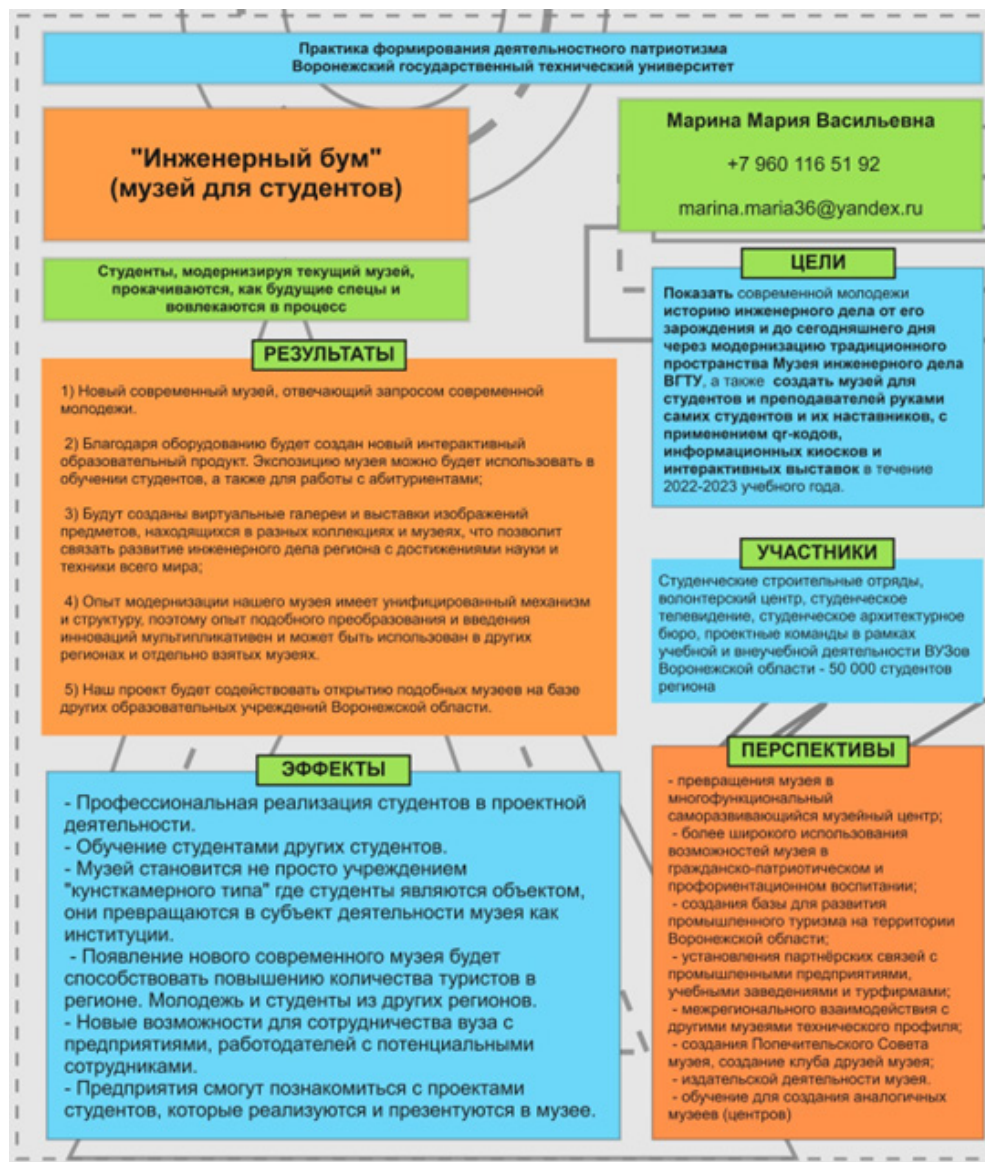 Практика формирования деятельностного патриотизма
Воронежский государственный технический университет
"Инженерный бум"
(музей для студентов)
Марина Мария Васильевна
+7 960 116 51 92
marina.maria36@yandex.ru
Студенты, модернизируя текущий музей,
прокачиваются, как будущие спецы и
вовлекаются в процесс
ЦЕЛИ
Показать современной молодежи
историю инженерного дела от его
зарождения и до сегодняшнего дня
через модернизацию традиционного
пространства Музея инженерного дела
ВГТУ, а также создать музей для
студентов и преподавателей руками
самих студентов и их наставников, с
применением qr-кодов,
информационных киосков и
интерактивных выставок в течение
2022-2023 учебного года.
РЕЗУЛЬТАТЫ
1) Новый современный музей, отвечающий запросом современной
молодежи.
2) Благодаря оборудованию будет создан новый интерактивный
образовательный продукт. Экспозицию музея можно будет использовать в
обучении студентов, а также для работы с абитуриентами;
3) Будут созданы виртуальные галереи и выставки изображений
предметов, находящихся в разных коллекциях и музеях, что позволит
связать развитие инженерного дела региона с достижениями науки и
техники всего мира;
4) Опыт модернизации нашего музея имеет унифицированный механизм
и структуру, поэтому опыт подобного преобразования и введения
инноваций мультипликативен и может быть использован в других
регионах и отдельно взятых музеях.
5) Наш проект будет содействовать открытию подобных музеев на базе
других образовательных учреждений Воронежской области.
УЧАСТНИКИ
Студенческие строительные отряды,
волонтерский центр, студенческое
телевидение, студенческое архитектурное
бюро, проектные команды в рамках
учебной и внеучебной деятельности ВУЗов
Воронежской области - 50 000 студентов
региона
ЭФФЕКТЫ
- Профессиональная реализация студентов в проектной
деятельности.
- Обучение студентами других студентов.
- Музей становится не просто учреждением
"кунсткамерного типа" где студенты являются объектом,
они превращаются в субъект деятельности музея как
институции.
- Появление нового современного музея будет
способствовать повышению количества туристов в
регионе. Молодежь и студенты из других регионов.
- Новые возможности для сотрудничества вуза с
предприятиями, работодателей с потенциальными
сотрудниками.
- Предприятия смогут познакомиться с проектами
студентов, которые реализуются и презентуются в музее.
ПЕРСПЕКТИВЫ
- превращения музея в
многофункциональный
саморазвивающийся музейный центр;
- более широкого использования
возможностей музея в
гражданско-патриотическом и
профориентационном воспитании;
- создания базы для развития
промышленного туризма на территории
Воронежской области;
- установления партнёрских связей с
промышленными предприятиями,
учебными заведениями и турфирмами;
- межрегионального взаимодействия с
другими музеями технического профиля;
- создания Попечительского Совета
музея, создание клуба друзей музея;
- издательской деятельности музея.
- обучение для создания аналогичных
музеев (центров)